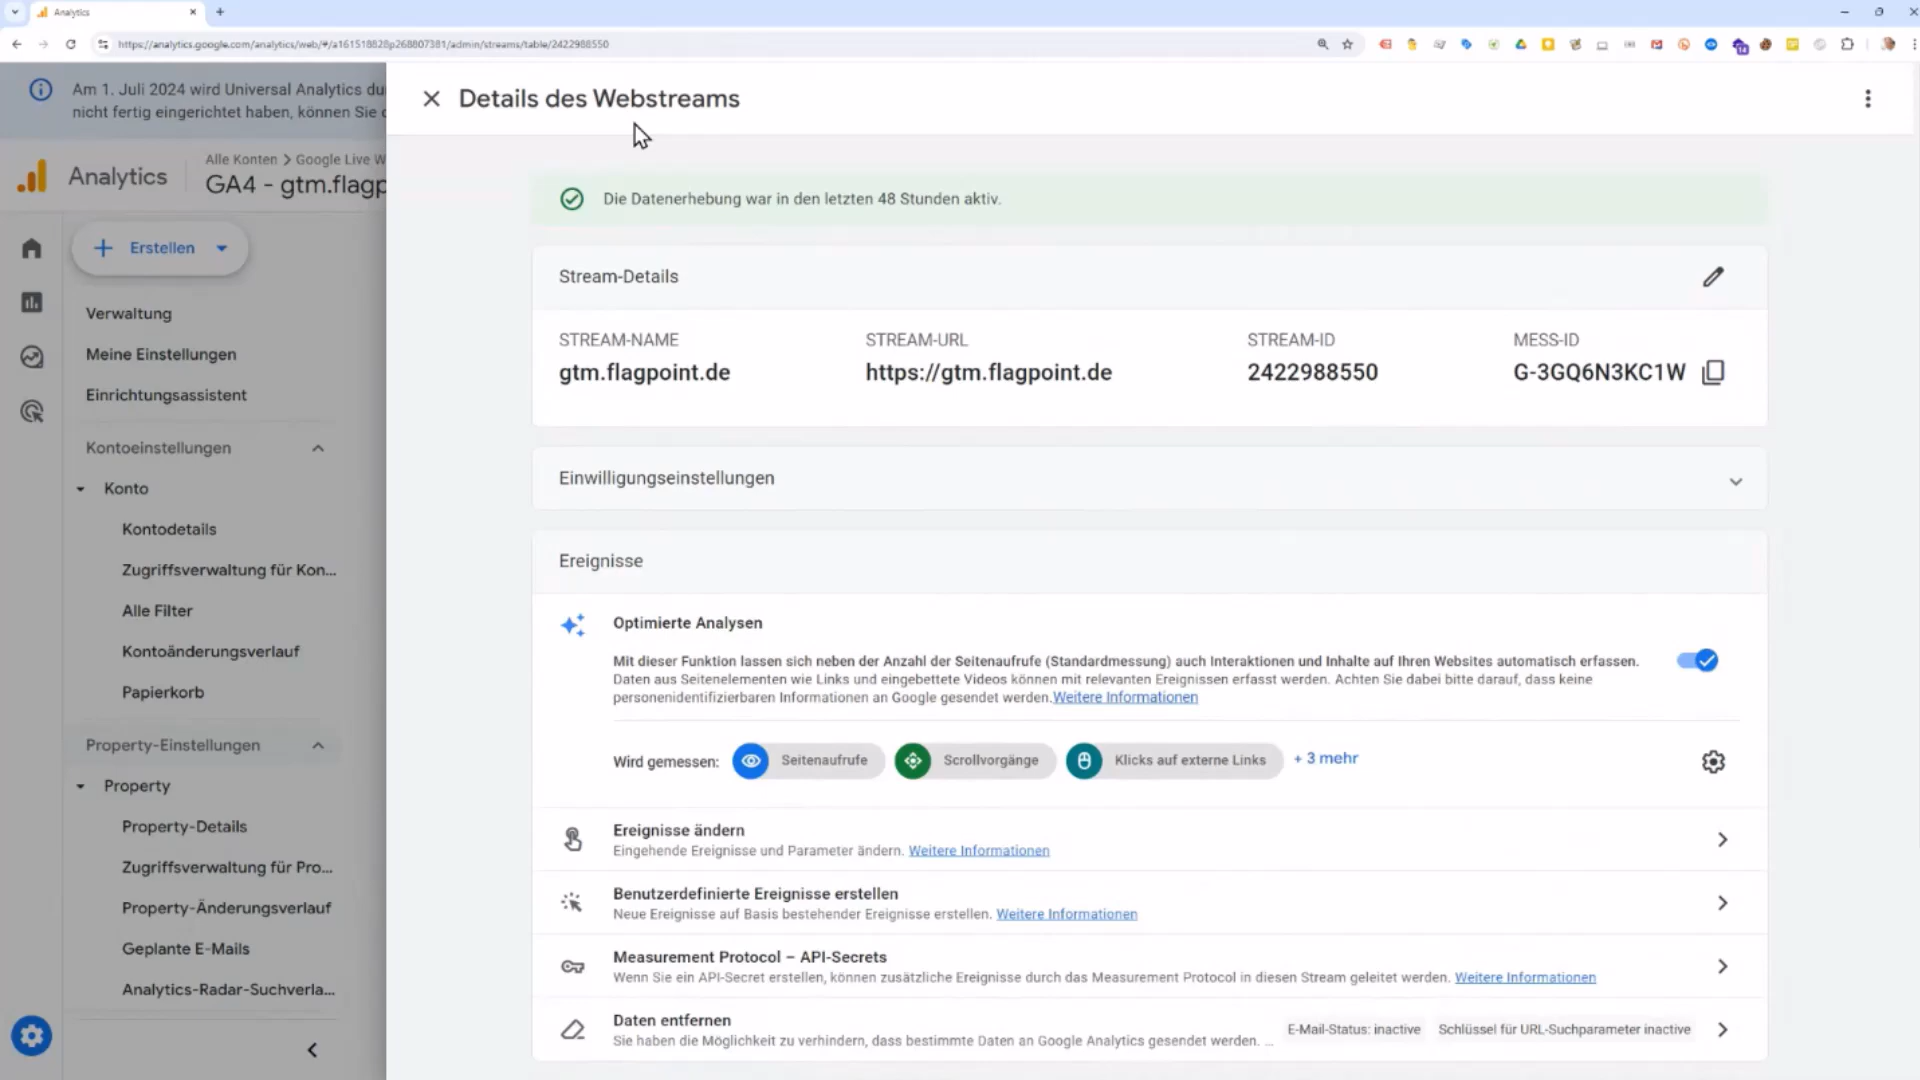 Analytics
https://analytics.google.com/analytics/web/#/a161518828p268807381/admin/streams/table/2422988550
Am 1. Juli 2024 wird Universal Analytics du
nicht fertig eingerichtet haben, können Sie d
Analytics
Alle Konten > Google Live W
GA4 - gtm.flagp
Erstellen
Verwaltung
Meine Einstellungen
Einrichtungsassistent
Kontoeinstellungen
Konto
Kontodetails
Zugriffsverwaltung für Kon...
Alle Filter
Kontoänderungsverlauf
Papierkorb
Property-Einstellungen
Property
Property-Details
Zugriffsverwaltung für Pro...
Property-Änderungsverlauf
Geplante E-Mails
Analytics-Radar-Suchverla...
Details des Webstreams
Die Datenerhebung war in den letzten 48 Stunden aktiv.
Stream-Details
STREAM-NAME STREAM-URL STREAM-ID MESS-ID
gtm.flagpoint.de https://gtm.flagpoint.de 2422988550 G-3GQ6N3KC1W
Einwilligungseinstellungen
Ereignisse
Optimierte Analysen
Mit dieser Funktion lassen sich neben der Anzahl der Seitenaufrufe (Standardmessung) auch Interaktionen und Inhalte auf Ihren Websites automatisch erfassen.
Daten aus Seitenelementen wie Links und eingebettete Videos können mit relevanten Ereignissen erfasst werden. Achten Sie dabei bitte darauf, dass keine
personenidentifizierbaren Informationen an Google gesendet werden.Weitere Informationen
Wird gemessen: Seitenaufrufe Scrollvorgänge Klicks auf externe Links + 3 mehr
Ereignisse ändern
Eingehende Ereignisse und Parameter ändern. Weitere Informationen
Benutzerdefinierte Ereignisse erstellen
Neue Ereignisse auf Basis bestehender Ereignisse erstellen. Weitere Informationen
Measurement Protocol – API-Secrets
Wenn Sie ein API-Secret erstellen, können zusätzliche Ereignisse durch das Measurement Protocol in diesen Stream geleitet werden. Weitere Informationen
Daten entfernen
Sie haben die Möglichkeit zu verhindern, dass bestimmte Daten an Google Analytics gesendet werden. ...
E-Mail-Status: inactive Schlüssel für URL-Suchparameter inactive